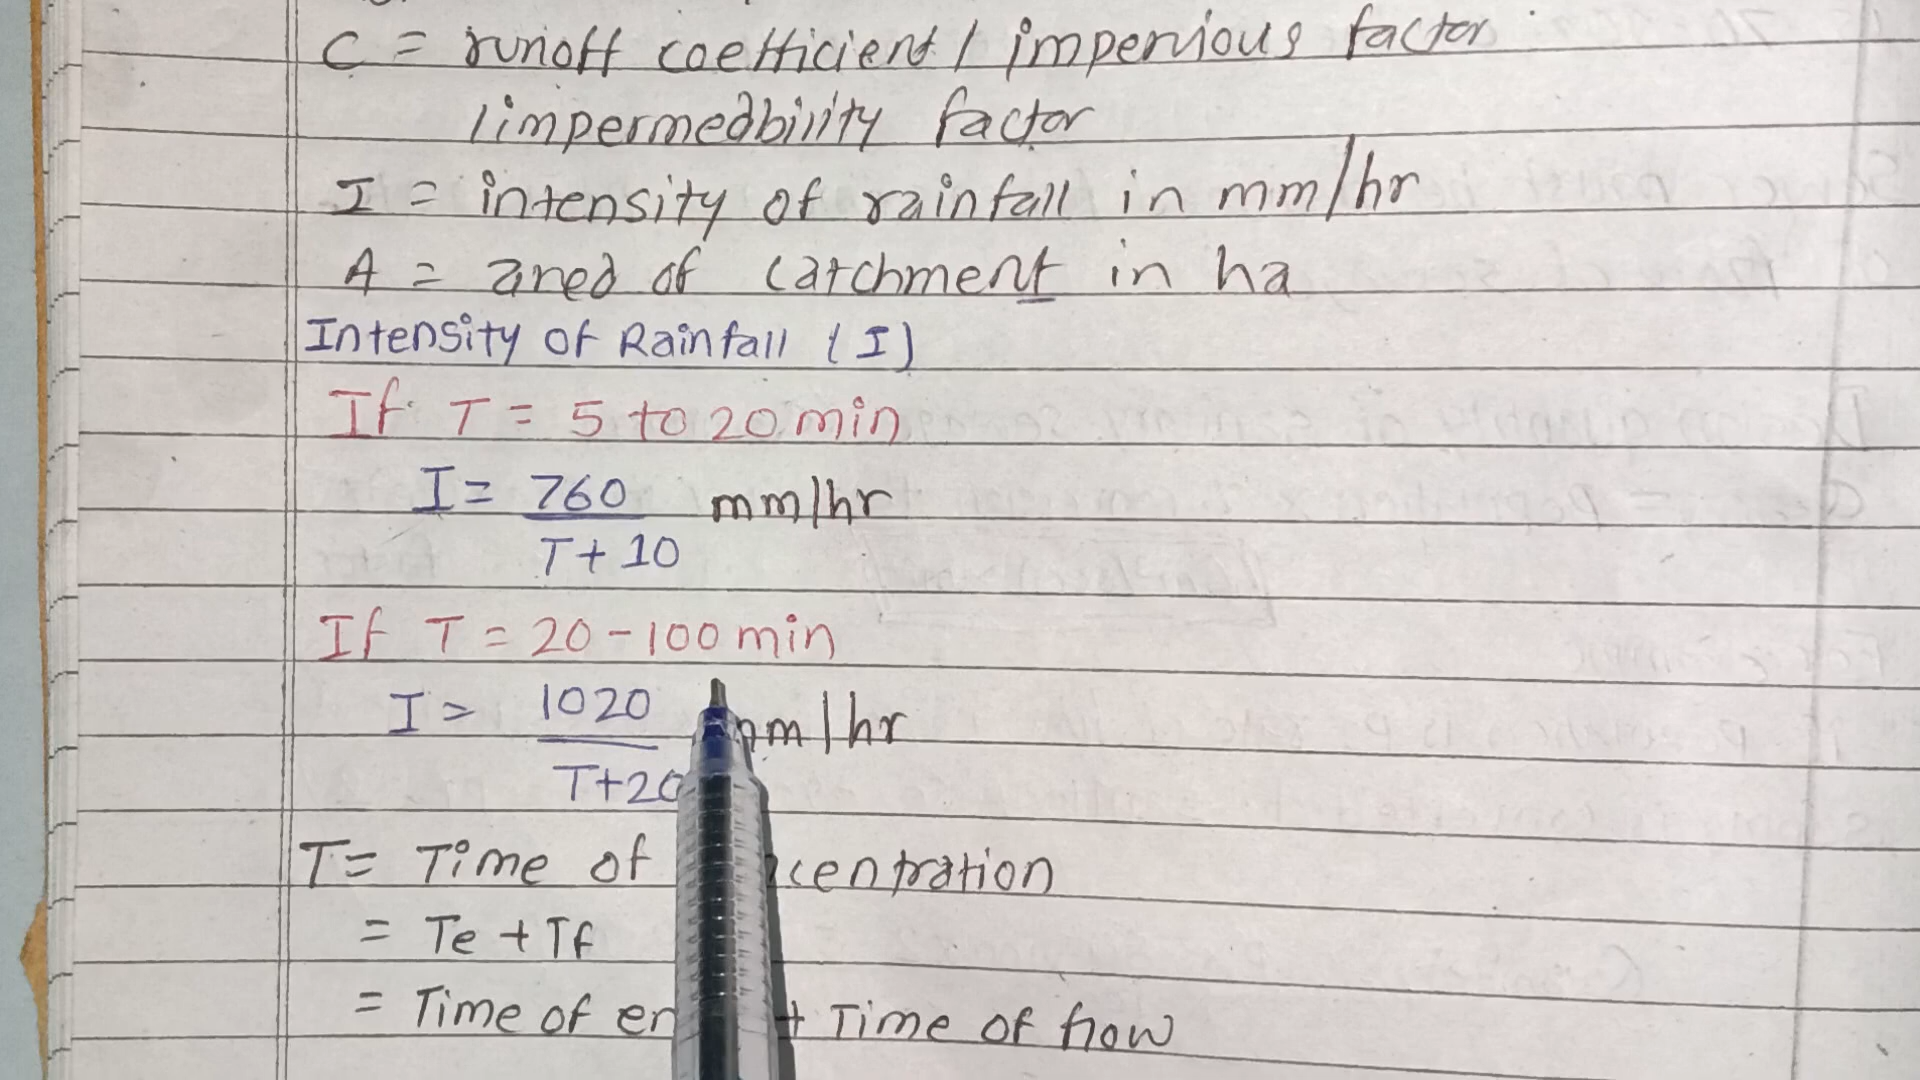 C = runoff coefficient / impervious factor
/impermeability factor
I = intensity of rainfall in mm/hr
A = area of catchment in ha
Intensity of Rainfall (I)
If T = 5 to 20 min
I = 760 mm/hr
T + 10
If T = 20 - 100 min
I = 1020 mm/hr
T+20
T = Time of
= Te + Tf
= Time of + Time of flow